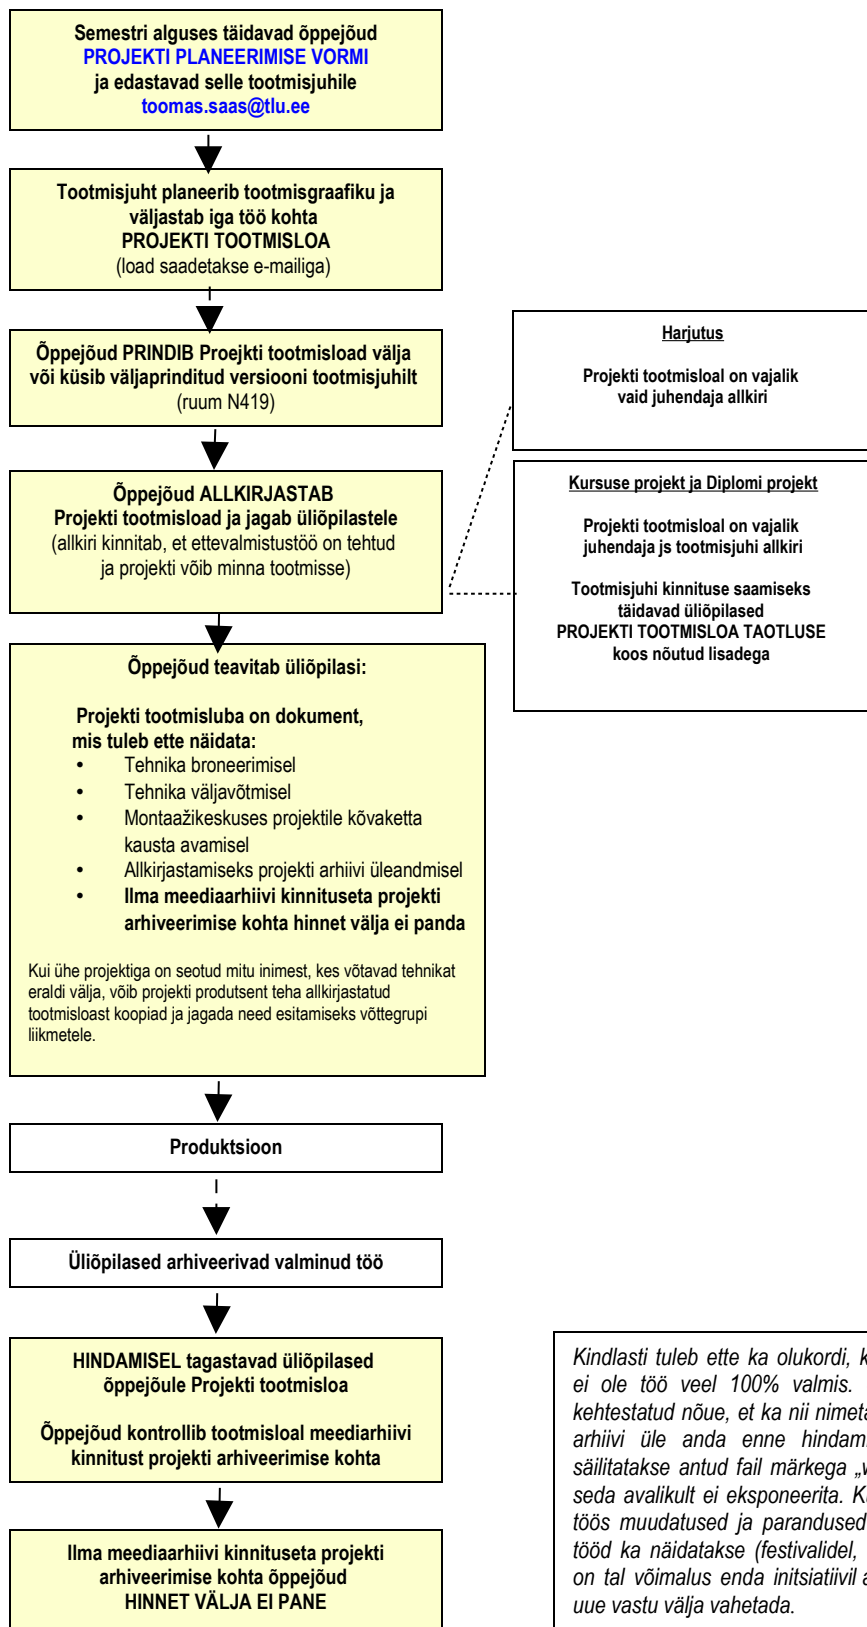 Semestri alguses täidavad õppejõud
PROJEKTI PLANEERIMISE VORMI
ja edastavad selle tootmisjuhile
toomas.saas@tlu.ee
Tootmisjuht planeerib tootmisgraafiku ja
väljastab iga töö kohta
PROJEKTI TOOTMISLOA
(load saadetakse e-mailiga)
Õppejõud PRINDIB Proejkti tootmisload välja
või küsib väljaprinditud versiooni tootmisjuhilt
(ruum N419)
Harjutus
Projekti tootmisloal on vajalik
vaid juhendaja allkiri
Õppejõud ALLKIRJASTAB
Projekti tootmisload ja jagab üliõpilastele
(allkiri kinnitab, et ettevalmistustöö on tehtud
ja projekti võib minna tootmisse)
Kursuse projekt ja Diplomi projekt
Projekti tootmisloal on vajalik
juhendaja js tootmisjuhi allkiri
Tootmisjuhi kinnituse saamiseks
täidavad üliõpilased
PROJEKTI TOOTMISLOA TAOTLUSE
koos nõutud lisadega
Õppejõud teavitab üliõpilasi:
Projekti tootmisluba on dokument,
mis tuleb ette näidata:
• Tehnika broneerimisel
• Tehnika väljavõtmisel
• Montaažikeskuses projektile kõvaketta
kausta avamisel
• Allkirjastamiseks projekti arhiivi üleandmisel
• Ilma meediaarhiivi kinnituseta projekti
arhiveerimise kohta hinnet välja ei panda
Kui ühe projektiga on seotud mitu inimest, kes võtavad tehnikat
eraldi välja, võib projekti produtsent teha allkirjastatud
tootmisloast koopiad ja jagada need esitamiseks võttegrupi
liikmetele.
Produktsioon
Üliõpilased arhiveerivad valminud töö
HINDAMISEL tagastavad üliõpilased
õppejõule Projekti tootmisloa
Õppejõud kontrollib tootmisloal meediarhiivi
kinnitust projekti arhiveerimise kohta
Ilma meediaarhiivi kinnituseta projekti
arhiveerimise kohta õppejõud
HINNET VÄLJA EI PANE
Kindlasti tuleb ette ka olukordi,
ei ole töö veel 100% valmis.
kehtestatud nõue, et ka nii
arhiivi üle anda enne
säilitatakse antud fail märkega
seda avalikult ei eksponeerita.
töös muudatused ja parandused
tööd ka näidatakse (festivalidel,
on tal võimalus enda initsiatiivil
uue vastu välja vahetada.